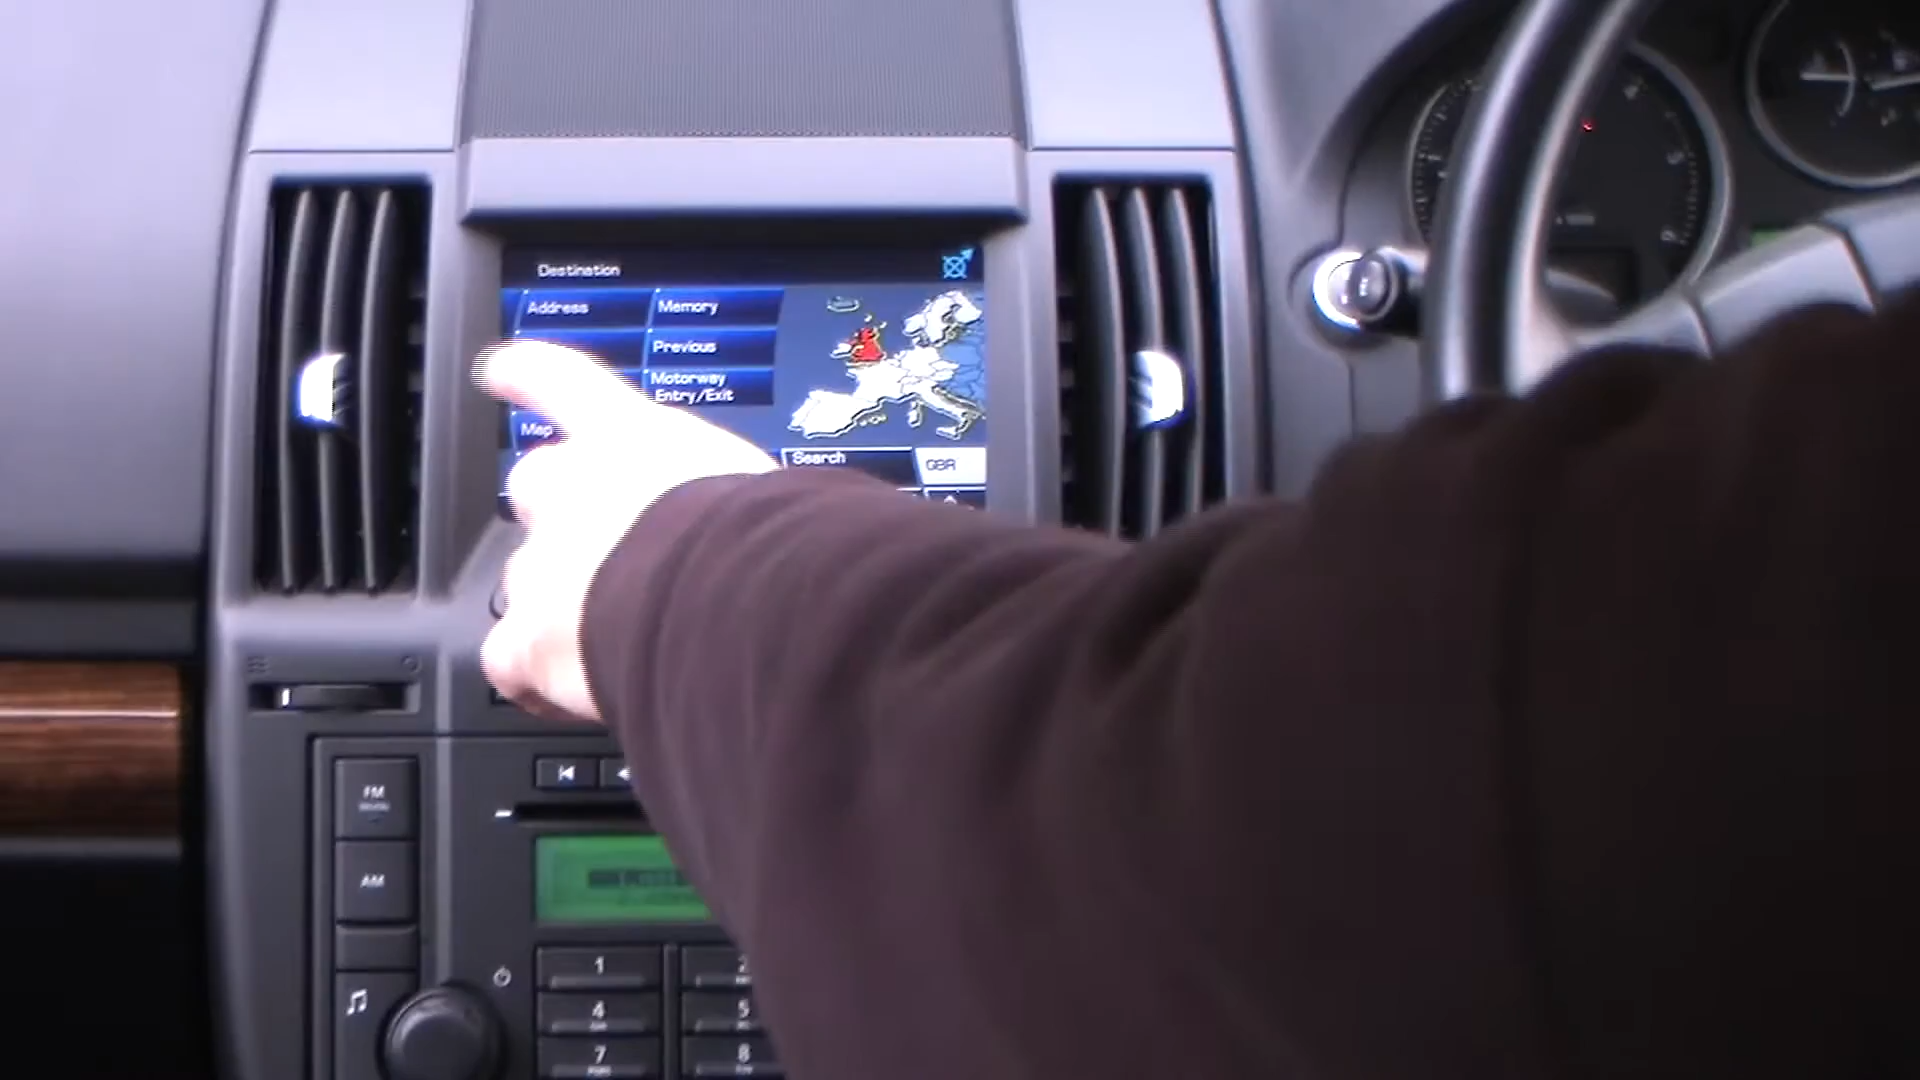 Destination
Address
Memory
Previous
Motorway
Entry/Exit
Map
Search
GBR
FM
AM
1
2
4
5
7
8